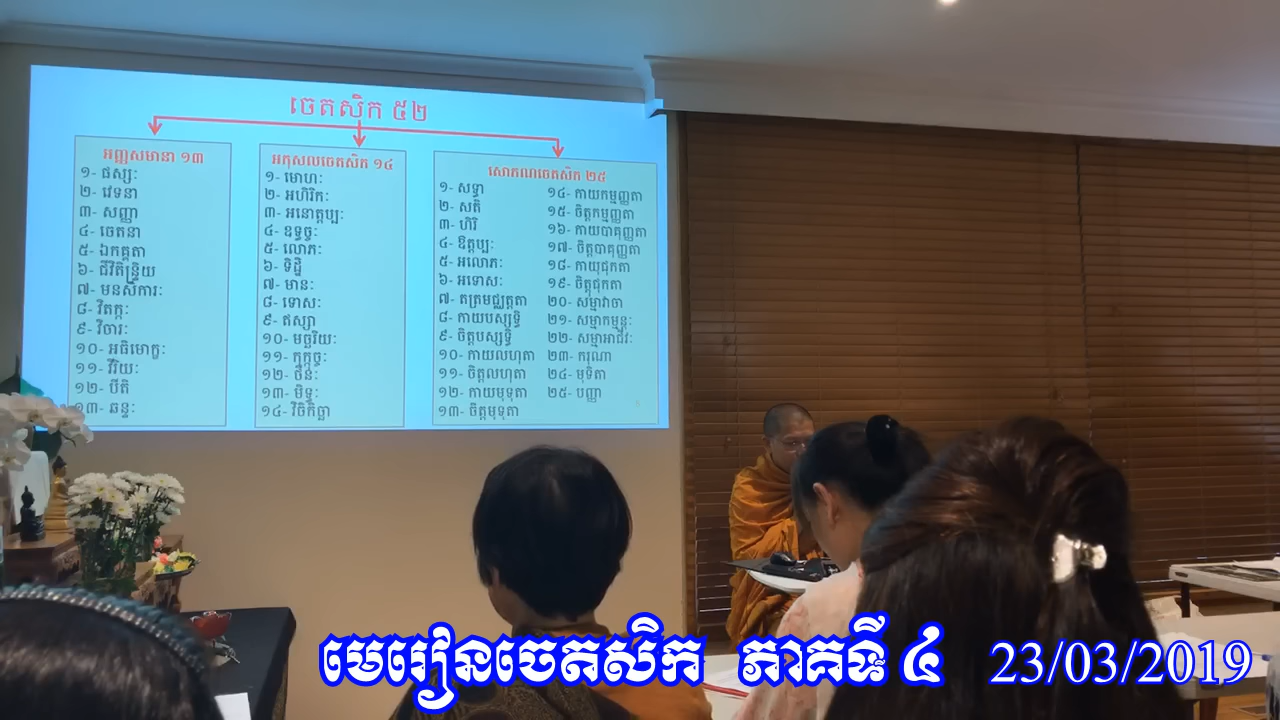 ចេតសិក ៥២
អញ្ញសមានា ១៣
១- ផស្សៈ
២- វេទនា
៣- សញ្ញា
៤- ចេតនា
៥- ឯកគ្គតា
៦- ជីវិតិន្ទ្រិយ
៧- មនសិការៈ
៨- វិតក្កៈ
៩- វិចារៈ
១០- អធិមោក្ខៈ
១១- វីរិយៈ
១២- បីតិ
១៣- ឆន្ទៈ
អកុសលចេតសិក ១៤
១- មោហៈ
២- អហិរិកៈ
៣- អនោត្តប្បៈ
៤- ឧទ្ធច្ចៈ
៥- លោភៈ
៦- ទិដ្ឋិ
៧- មានៈ
៨- ទោសៈ
៩- ឥស្សា
១០- មច្ឆរិយៈ
១១- កុក្កុច្ចៈ
១២- ថីនៈ
១៣- មិទ្ធៈ
១៤- វិចិកិច្ឆា
សោភណចេតសិក ២៥
១- សទ្ធា
២- សតិ
៣- ហិរិ
៤- ឱត្តប្បៈ
៥- អលោភៈ
៦- អទោសៈ
៧- តត្រមជ្ឈត្តតា
៨- កាយបស្សទ្ធិ
៩- ចិត្តបស្សទ្ធិ
១០- កាយលហុតា
១១- ចិត្តលហុតា
១២- កាយមុទុតា
១៣- ចិត្តមុទុតា
១៤- កាយកម្មញ្ញតា
១៥- ចិត្តកម្មញ្ញតា
១៦- កាយបាគុញ្ញតា
១៧- ចិត្តបាគុញ្ញតា
១៨- កាយុជុកតា
១៩- ចិត្តុជុកតា
២០- សម្មាវាចា
២១- សម្មាកម្មន្តៈ
២២- សម្មាអាជីវៈ
២៣- ករុណា
២៤- មុទិតា
២៥- បញ្ញា
មេរៀនចេតសិក ភាគទី ៤ 23/03/2019